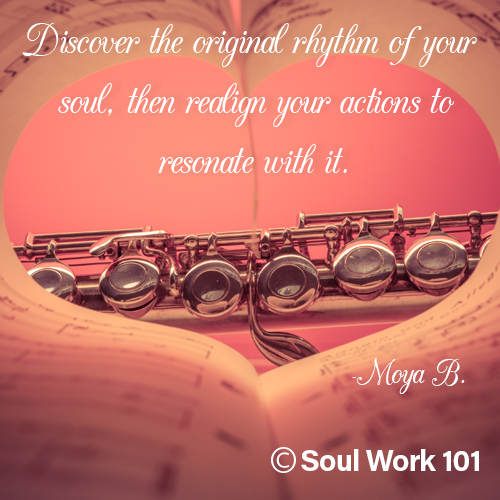 Discover the original rhythm of your
soul, then realign your actions to
resonate with it.
-Moya B.
© Soul Work 101